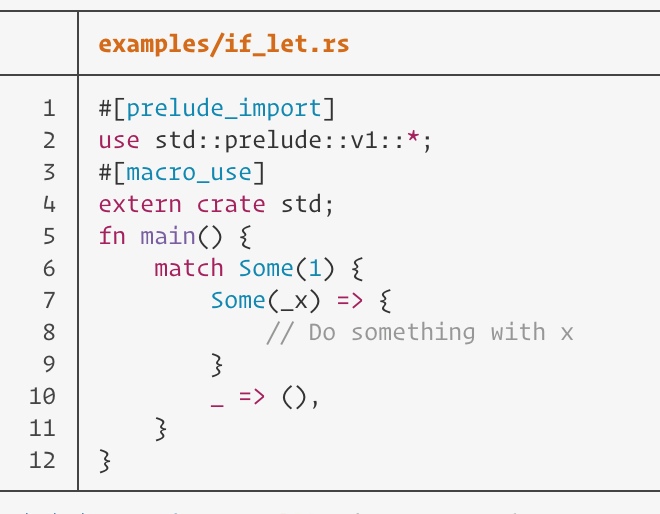 examples/if_let.rs
1 #[prelude_import]
2 use std::prelude::v1::*;
3 #[macro_use]
4 extern crate std;
5 fn main() {
6     match Some(1) {
7         Some(_x) => {
8             // Do something with x
9         }
10         _ => (),
11     }
12 }